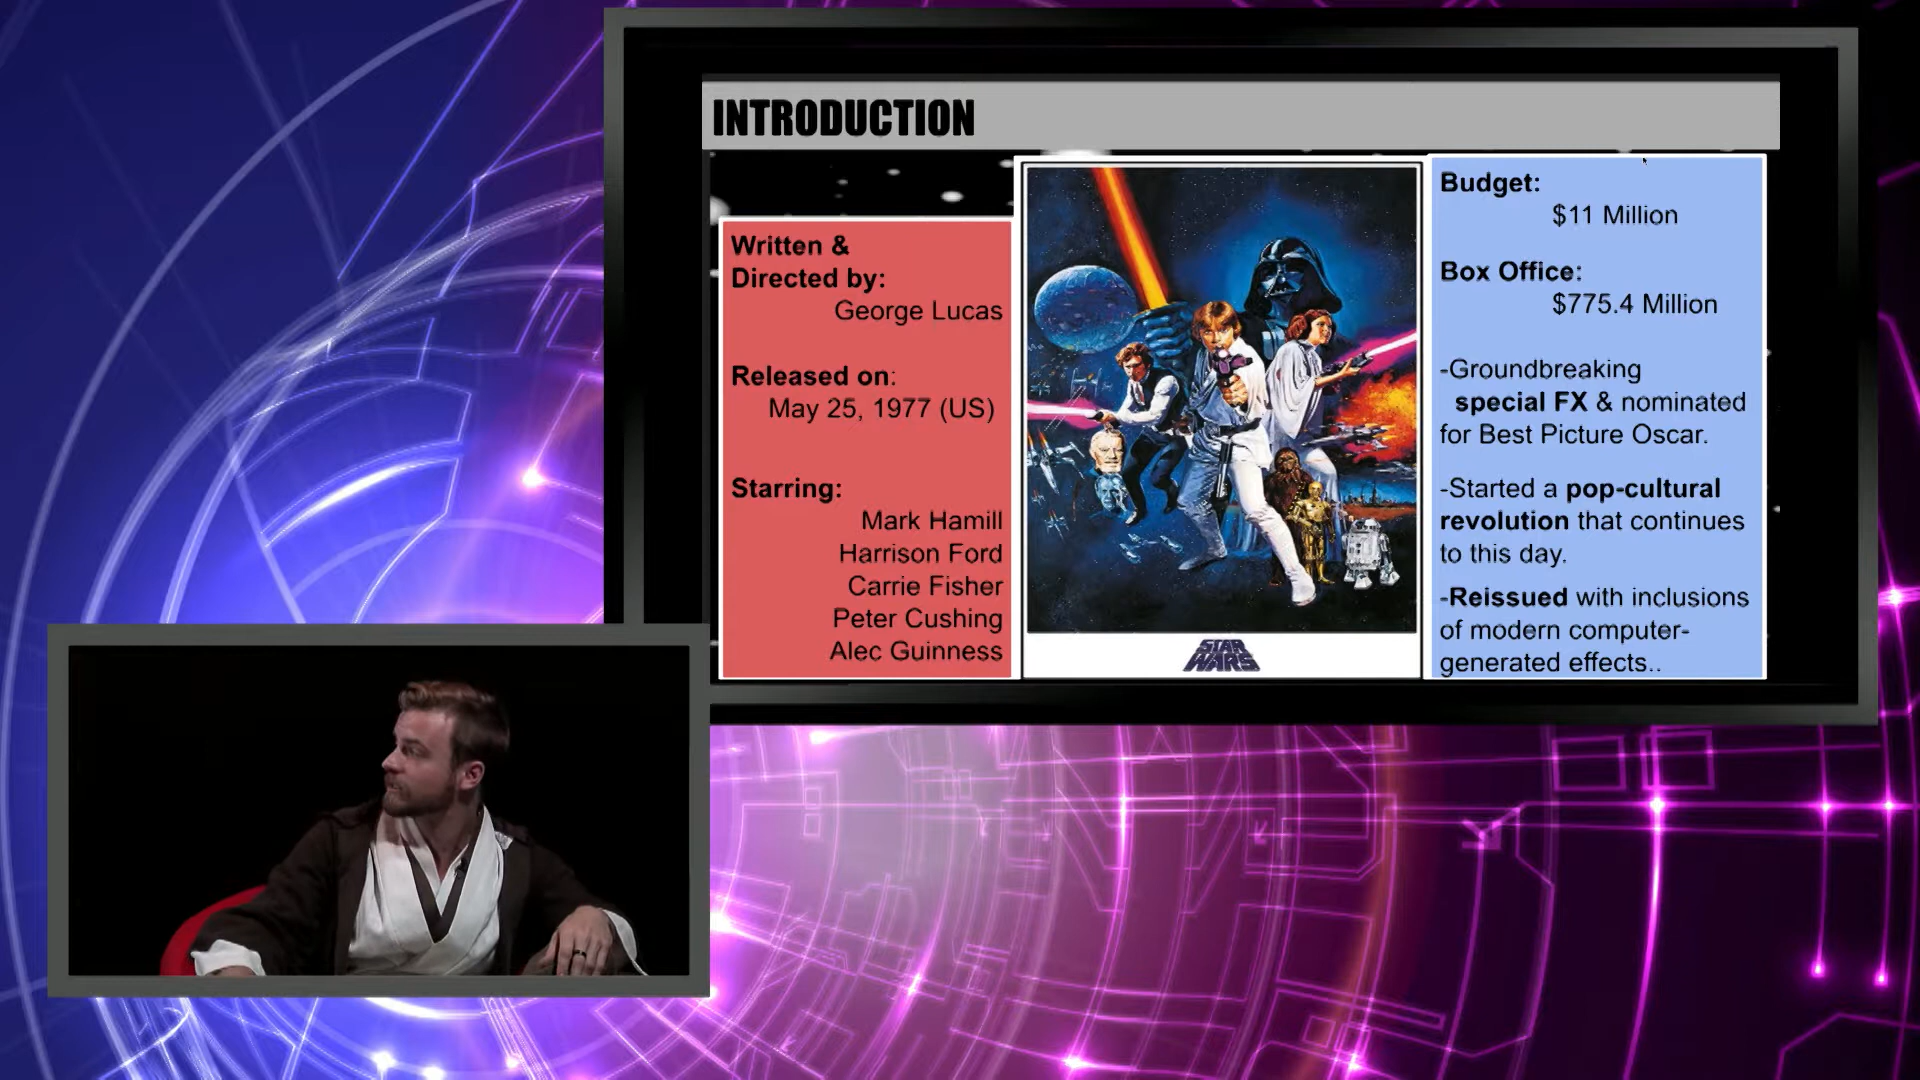 INTRODUCTION
Written &
Directed by:
George Lucas
Released on:
May 25, 1977 (US)
Starring:
Mark Hamill
Harrison Ford
Carrie Fisher
Peter Cushing
Alec Guinness
STAR
WARS
Budget:
$11 Million
Box Office:
$775.4 Million
-Groundbreaking
special FX & nominated
for Best Picture Oscar.
-Started a pop-cultural
revolution that continues
to this day.
-Reissued with inclusions
of modern computer-
generated effects..